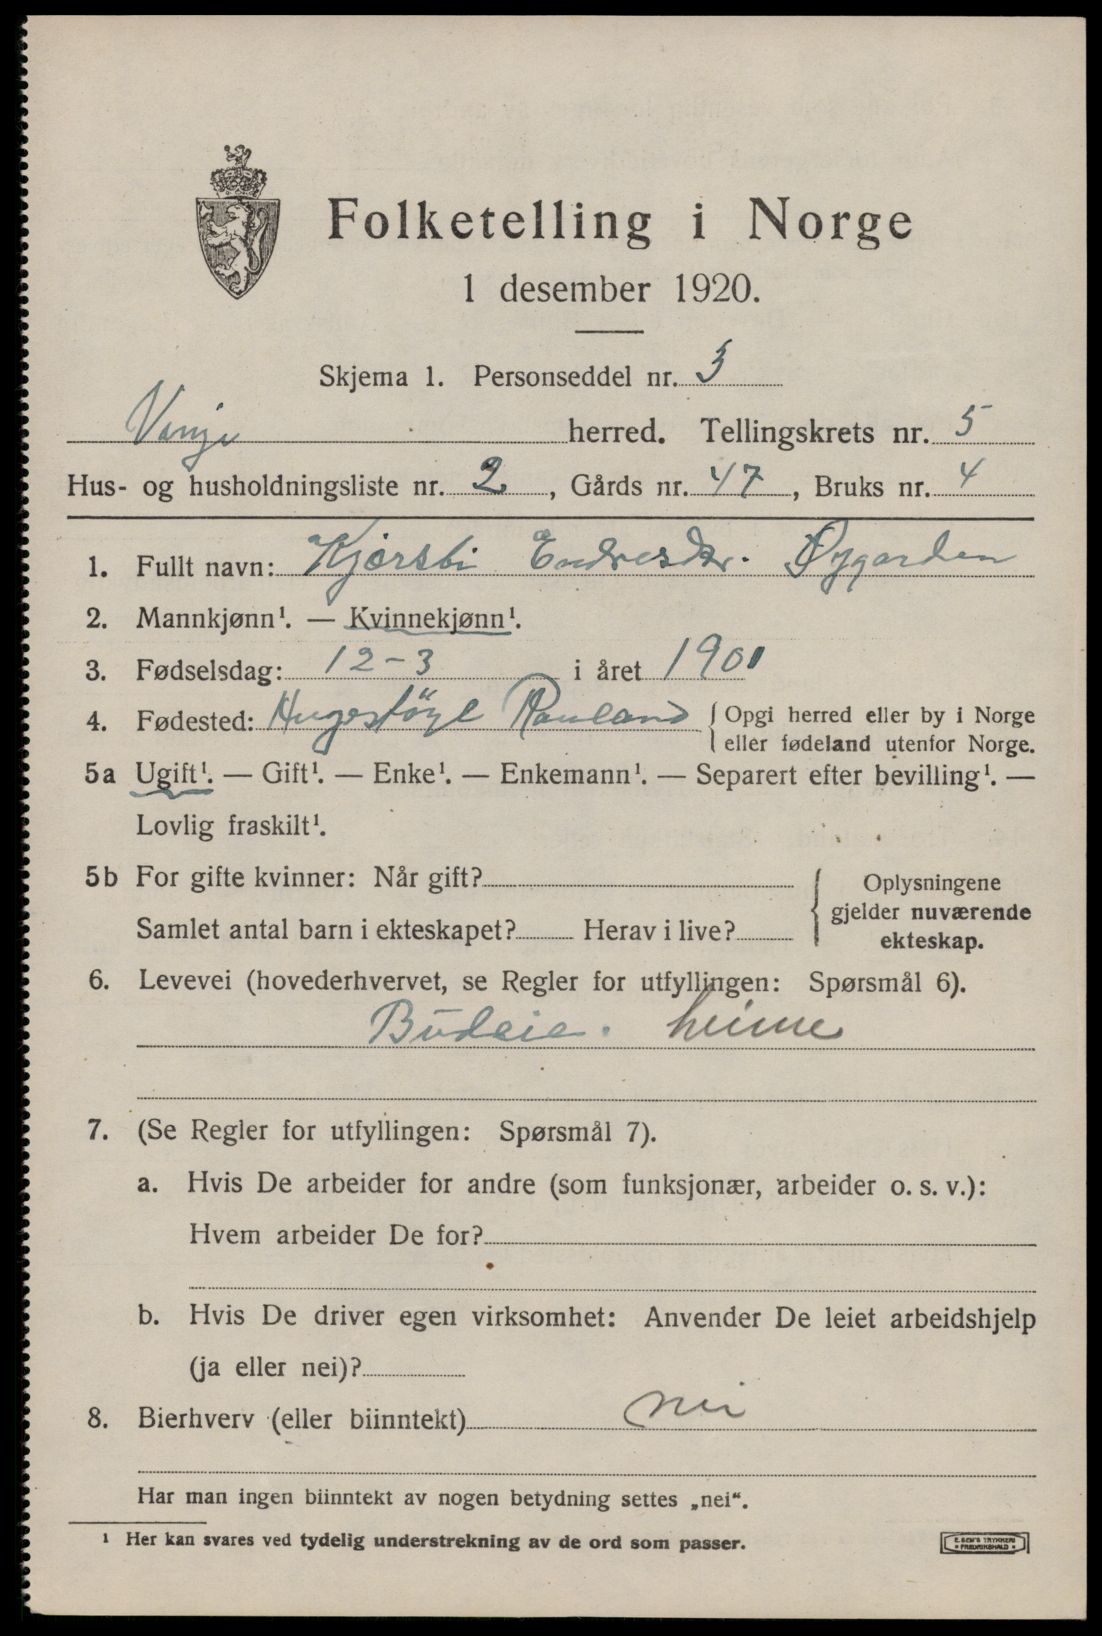 Folketelling i Norge
1 desember 1920.
Skjema 1. Personseddel nr. 3
Vinje herred. Tellingskrets nr. 5
Hus- og husholdningsliste nr. 2, Gårds nr. 47, Bruks nr. 4
1. Fullt navn: Kjersbi Endresdr. Øygarden
2. Mannkjønn¹. — Kvinnekjønn¹.
3. Fødselsdag: 12-3 i året 1901
4. Fødested: Rauland { Opgi herred eller by i Norge
eller fødeland utenfor Norge.
5a Ugift¹. — Gift¹. — Enke¹. — Enkemann¹. — Separert efter bevilling¹. —
Lovlig fraskilt¹.
5b For gifte kvinner: Når gift?
Samlet antal barn i ekteskapet? Herav i live?
{ Oplysningene
gjelder nuværende
ekteskap.
6. Levevei (hovederhvervet, se Regler for utfyllingen: Spørsmål 6).
Budeie. heime
7. (Se Regler for utfyllingen: Spørsmål 7).
a. Hvis De arbeider for andre (som funksjonær, arbeider o. s. v.):
Hvem arbeider De for?
b. Hvis De driver egen virksomhet: Anvender De leiet arbeidshjelp
(ja eller nei)?
8. Bierhverv (eller biinntekt) nei
Har man ingen biinntekt av nogen betydning settes „nei“.
¹ Her kan svares ved tydelig understrekning av de ord som passer.
E. SEM'S TRYKKERI
• FREDRIKSHALD •